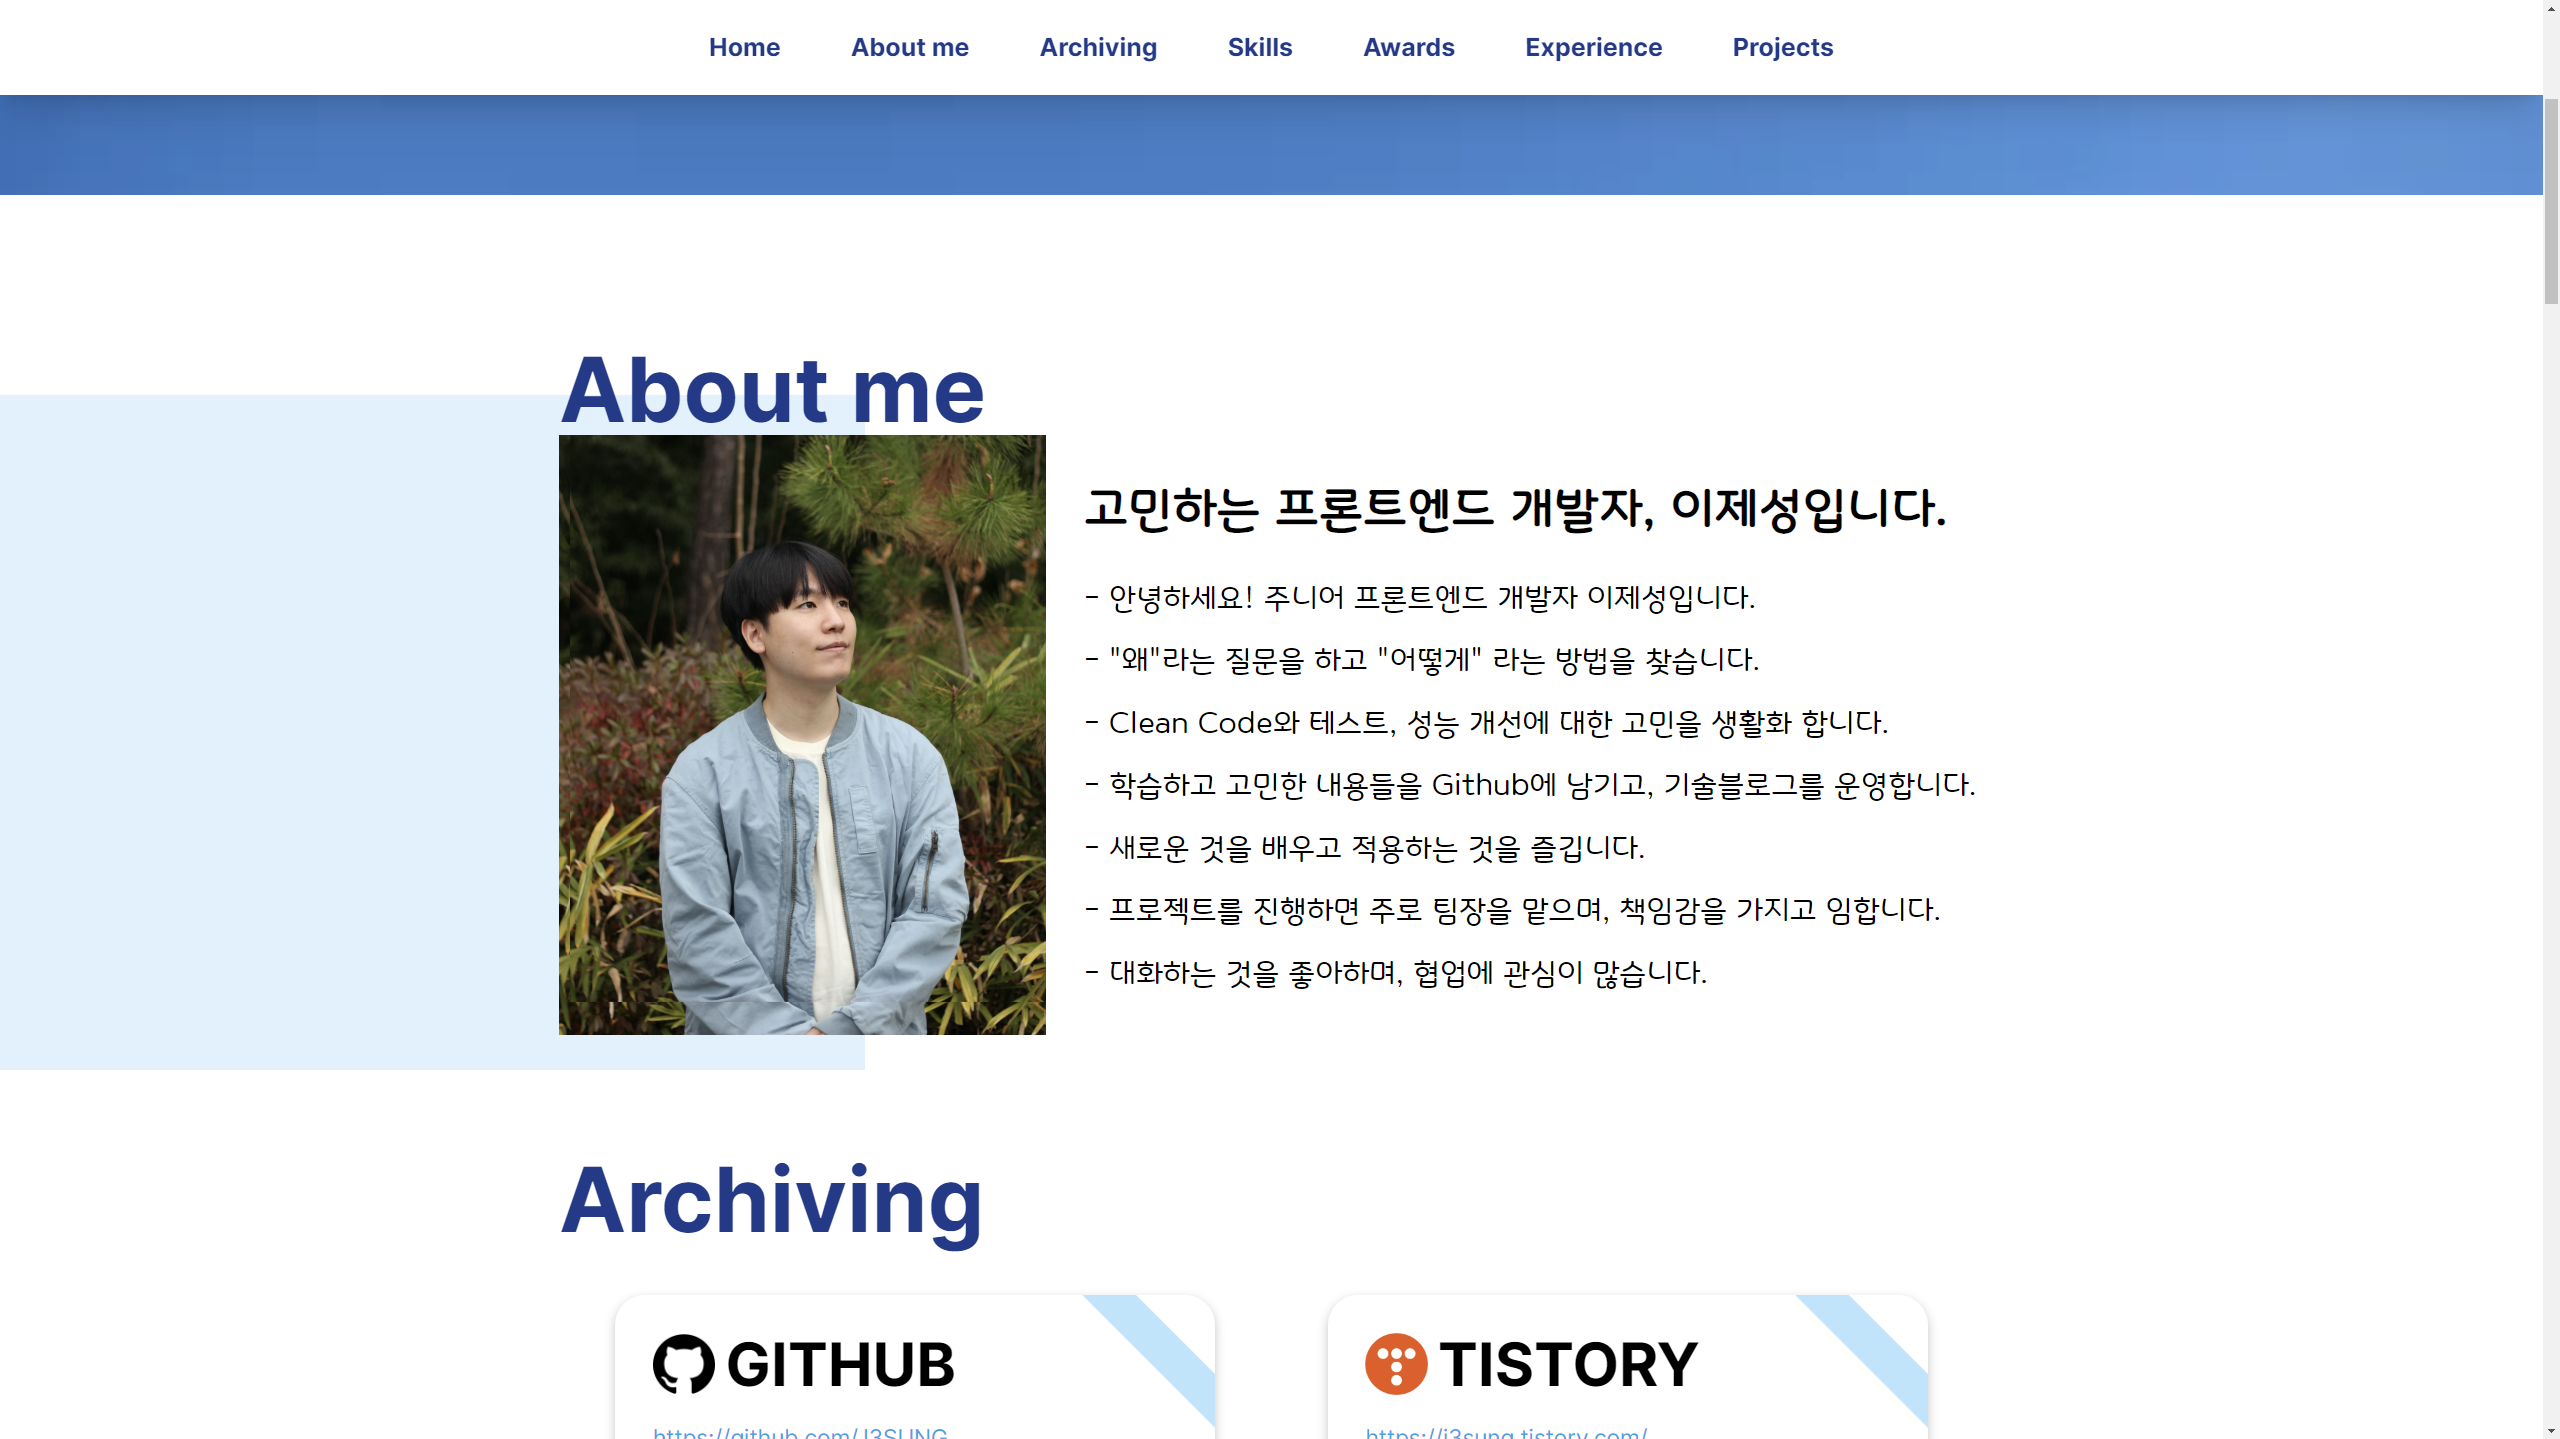 Home About me Archiving Skills Awards Experience Projects
About me
고민하는 프론트엔드 개발자, 이제성입니다.
- 안녕하세요! 주니어 프론트엔드 개발자 이제성입니다.
- "왜"라는 질문을 하고 "어떻게" 라는 방법을 찾습니다.
- Clean Code와 테스트, 성능 개선에 대한 고민을 생활화 합니다.
- 학습하고 고민한 내용들을 Github에 남기고, 기술블로그를 운영합니다.
- 새로운 것을 배우고 적용하는 것을 즐깁니다.
- 프로젝트를 진행하면 주로 팀장을 맡으며, 책임감을 가지고 임합니다.
- 대화하는 것을 좋아하며, 협업에 관심이 많습니다.
Archiving
GITHUB
TISTORY
https://github.com/J3SUNG
https://j3sung.tistory.com/